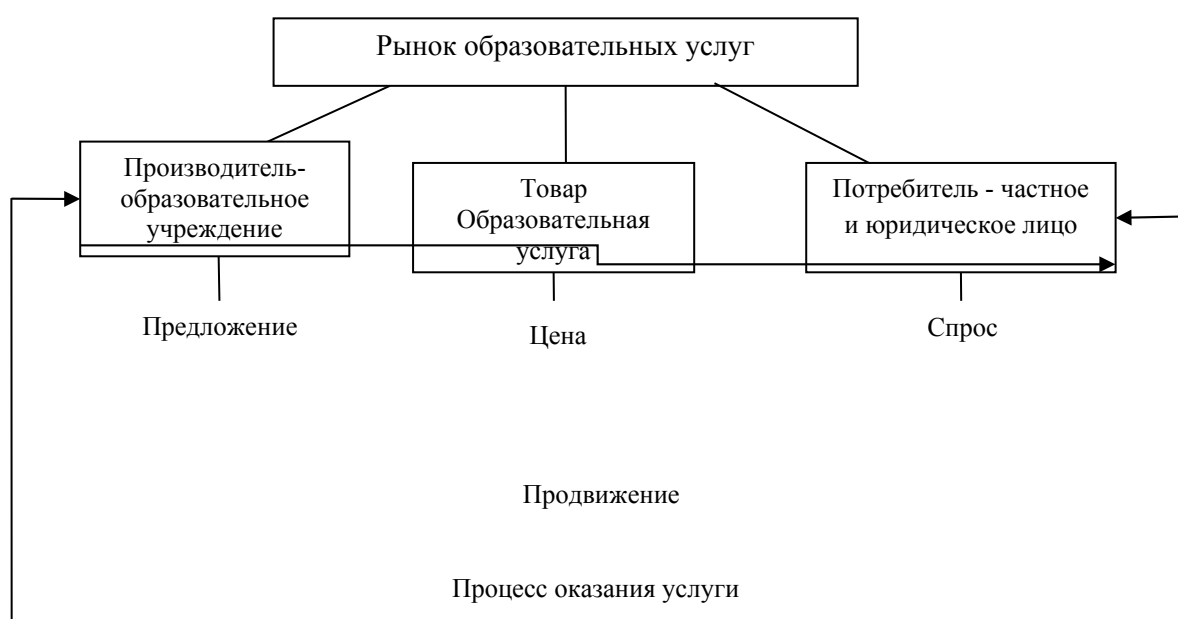 Рынок образовательных услуг
Производитель-
образовательное
учреждение
Товар
Образовательная
услуга
Потребитель - частное
и юридическое лицо
Предложение
Цена
Спрос
Продвижение
Процесс оказания услуги